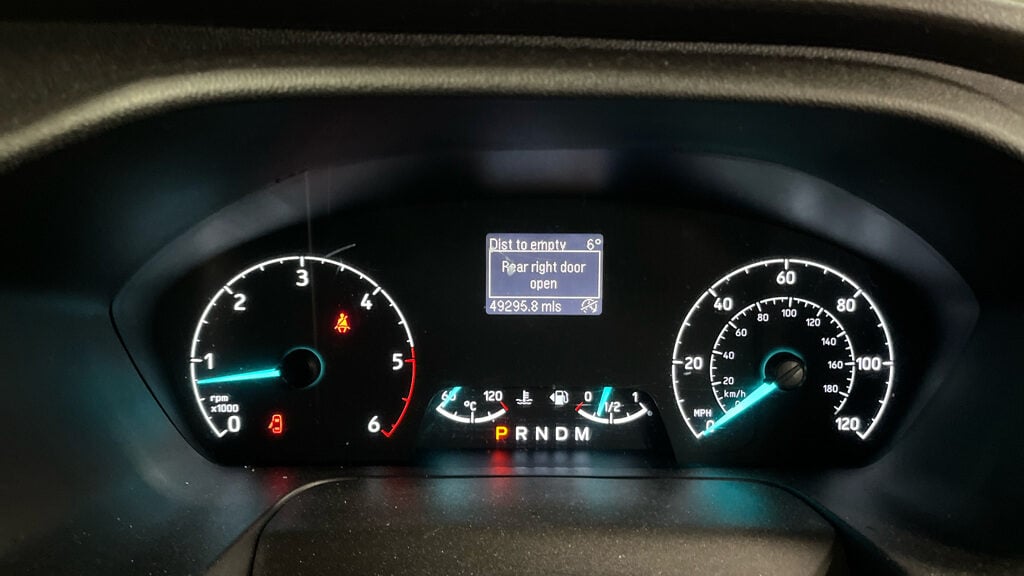 Dist to empty 6°
Rear right door
open
49295.8 mls
0 1 2 3 4 5 6
rpm
x1000
60 120
°C
0 1/2 1
P R N D M
0 20 40 60 80 100 120
MPH
0 20 40 60 80 100 120 140 160 180
km/h